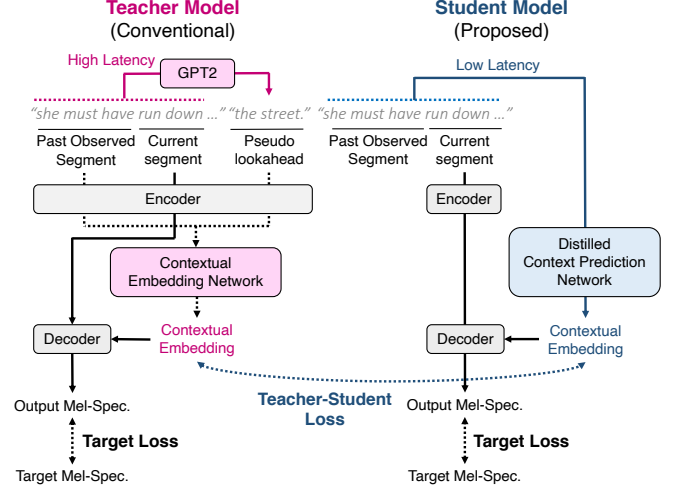 Teacher Model
(Conventional)
High Latency
GPT2
“she must have run down …” “the street.”
Past Observed
Segment
Current
segment
Pseudo
lookahead
Encoder
Contextual
Embedding Network
Decoder
Contextual
Embedding
Output Mel-Spec.
Target Loss
Target Mel-Spec.
Teacher-Student
Loss
Student Model
(Proposed)
Low Latency
“she must have run down …”
Past Observed
Segment
Current
segment
Encoder
Distilled
Context Prediction
Network
Decoder
Contextual
Embedding
Output Mel-Spec.
Target Loss
Target Mel-Spec.